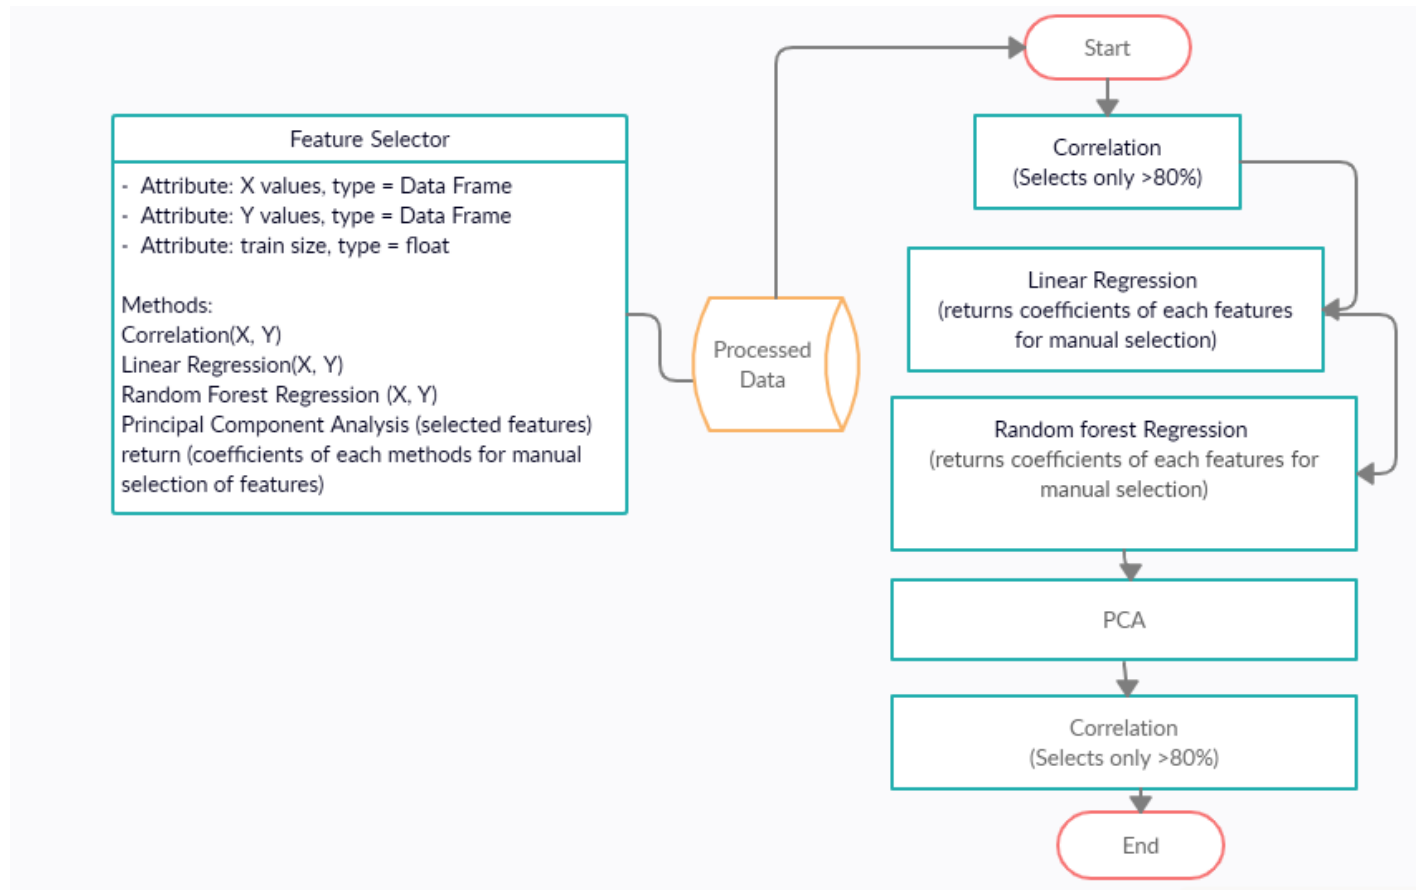 Feature Selector
- Attribute: X values, type = Data Frame
- Attribute: Y values, type = Data Frame
- Attribute: train size, type = float
Methods:
Correlation(X, Y)
Linear Regression(X, Y)
Random Forest Regression (X, Y)
Principal Component Analysis (selected features)
return (coefficients of each methods for manual
selection of features)
Processed
Data
Start
Correlation
(Selects only >80%)
Linear Regression
(returns coefficients of each features
for manual selection)
Random forest Regression
(returns coefficients of each features for
manual selection)
PCA
Correlation
(Selects only >80%)
End